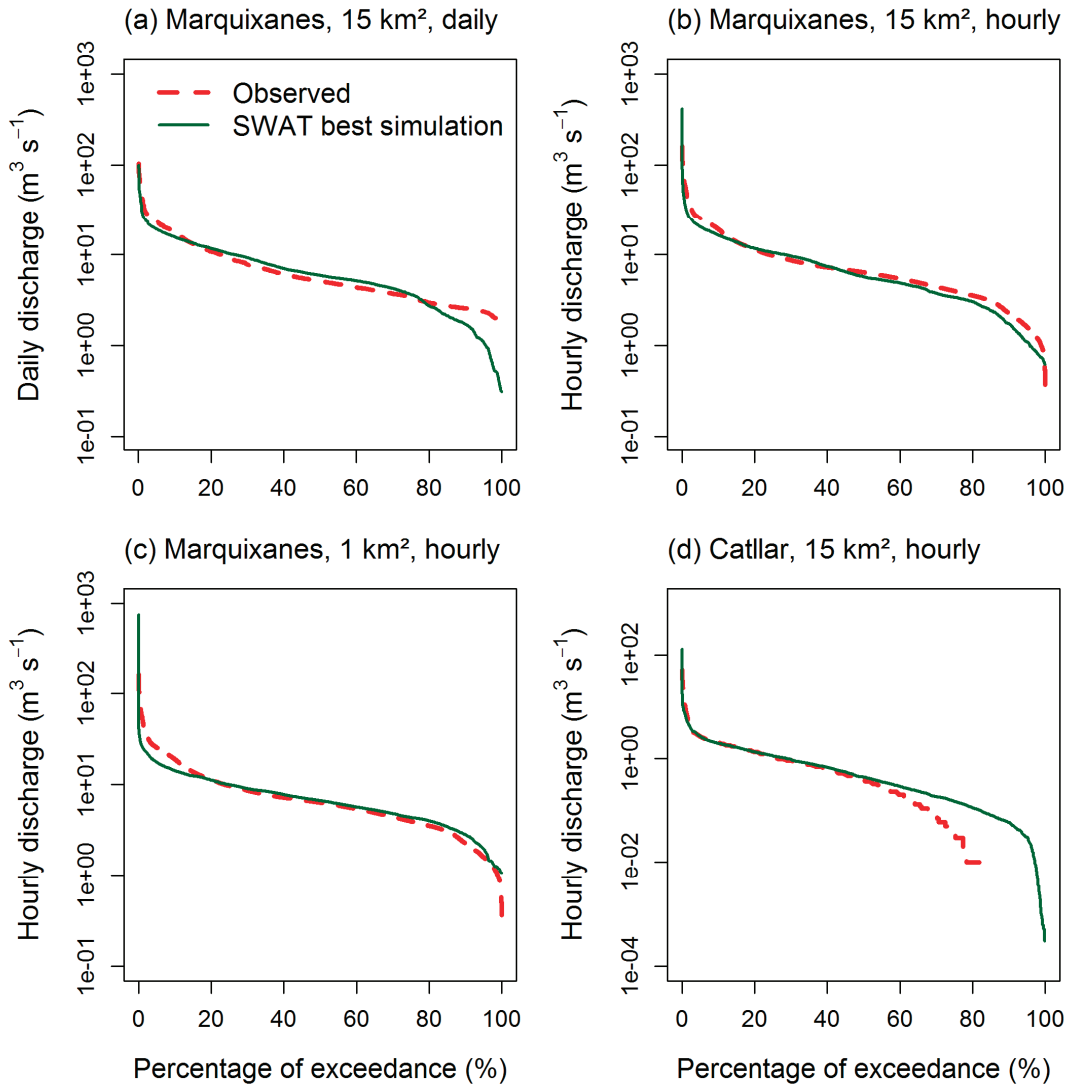 (a) Marquixanes, 15 km², daily
Daily discharge (m³ s⁻¹)
1e+03
1e+02
1e+01
1e+00
1e-01
Observed
SWAT best simulation
0 20 40 60 80 100
(b) Marquixanes, 15 km², hourly
Hourly discharge (m³ s⁻¹)
1e+03
1e+02
1e+01
1e+00
1e-01
0 20 40 60 80 100
(c) Marquixanes, 1 km², hourly
Hourly discharge (m³ s⁻¹)
1e+03
1e+02
1e+01
1e+00
1e-01
0 20 40 60 80 100
Percentage of exceedance (%)
(d) Catllar, 15 km², hourly
Hourly discharge (m³ s⁻¹)
1e+02
1e+00
1e-02
1e-04
0 20 40 60 80 100
Percentage of exceedance (%)